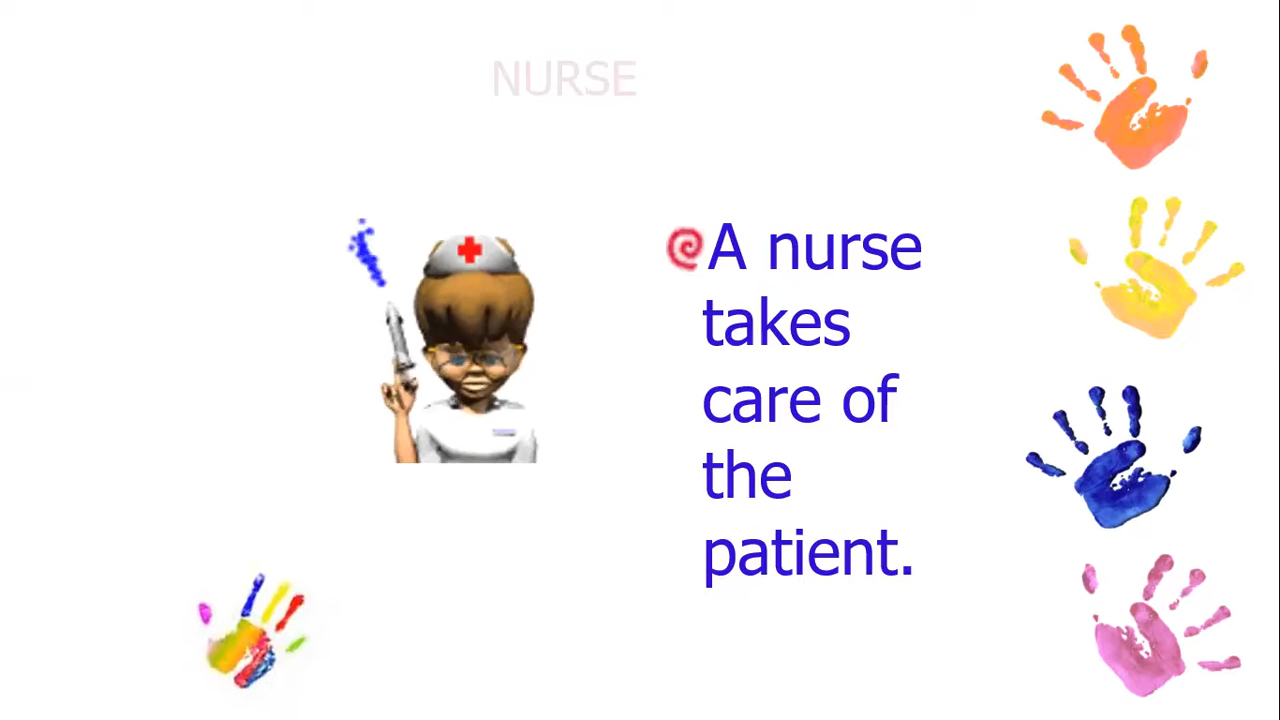 NURSE
A nurse
takes
care of
the
patient.